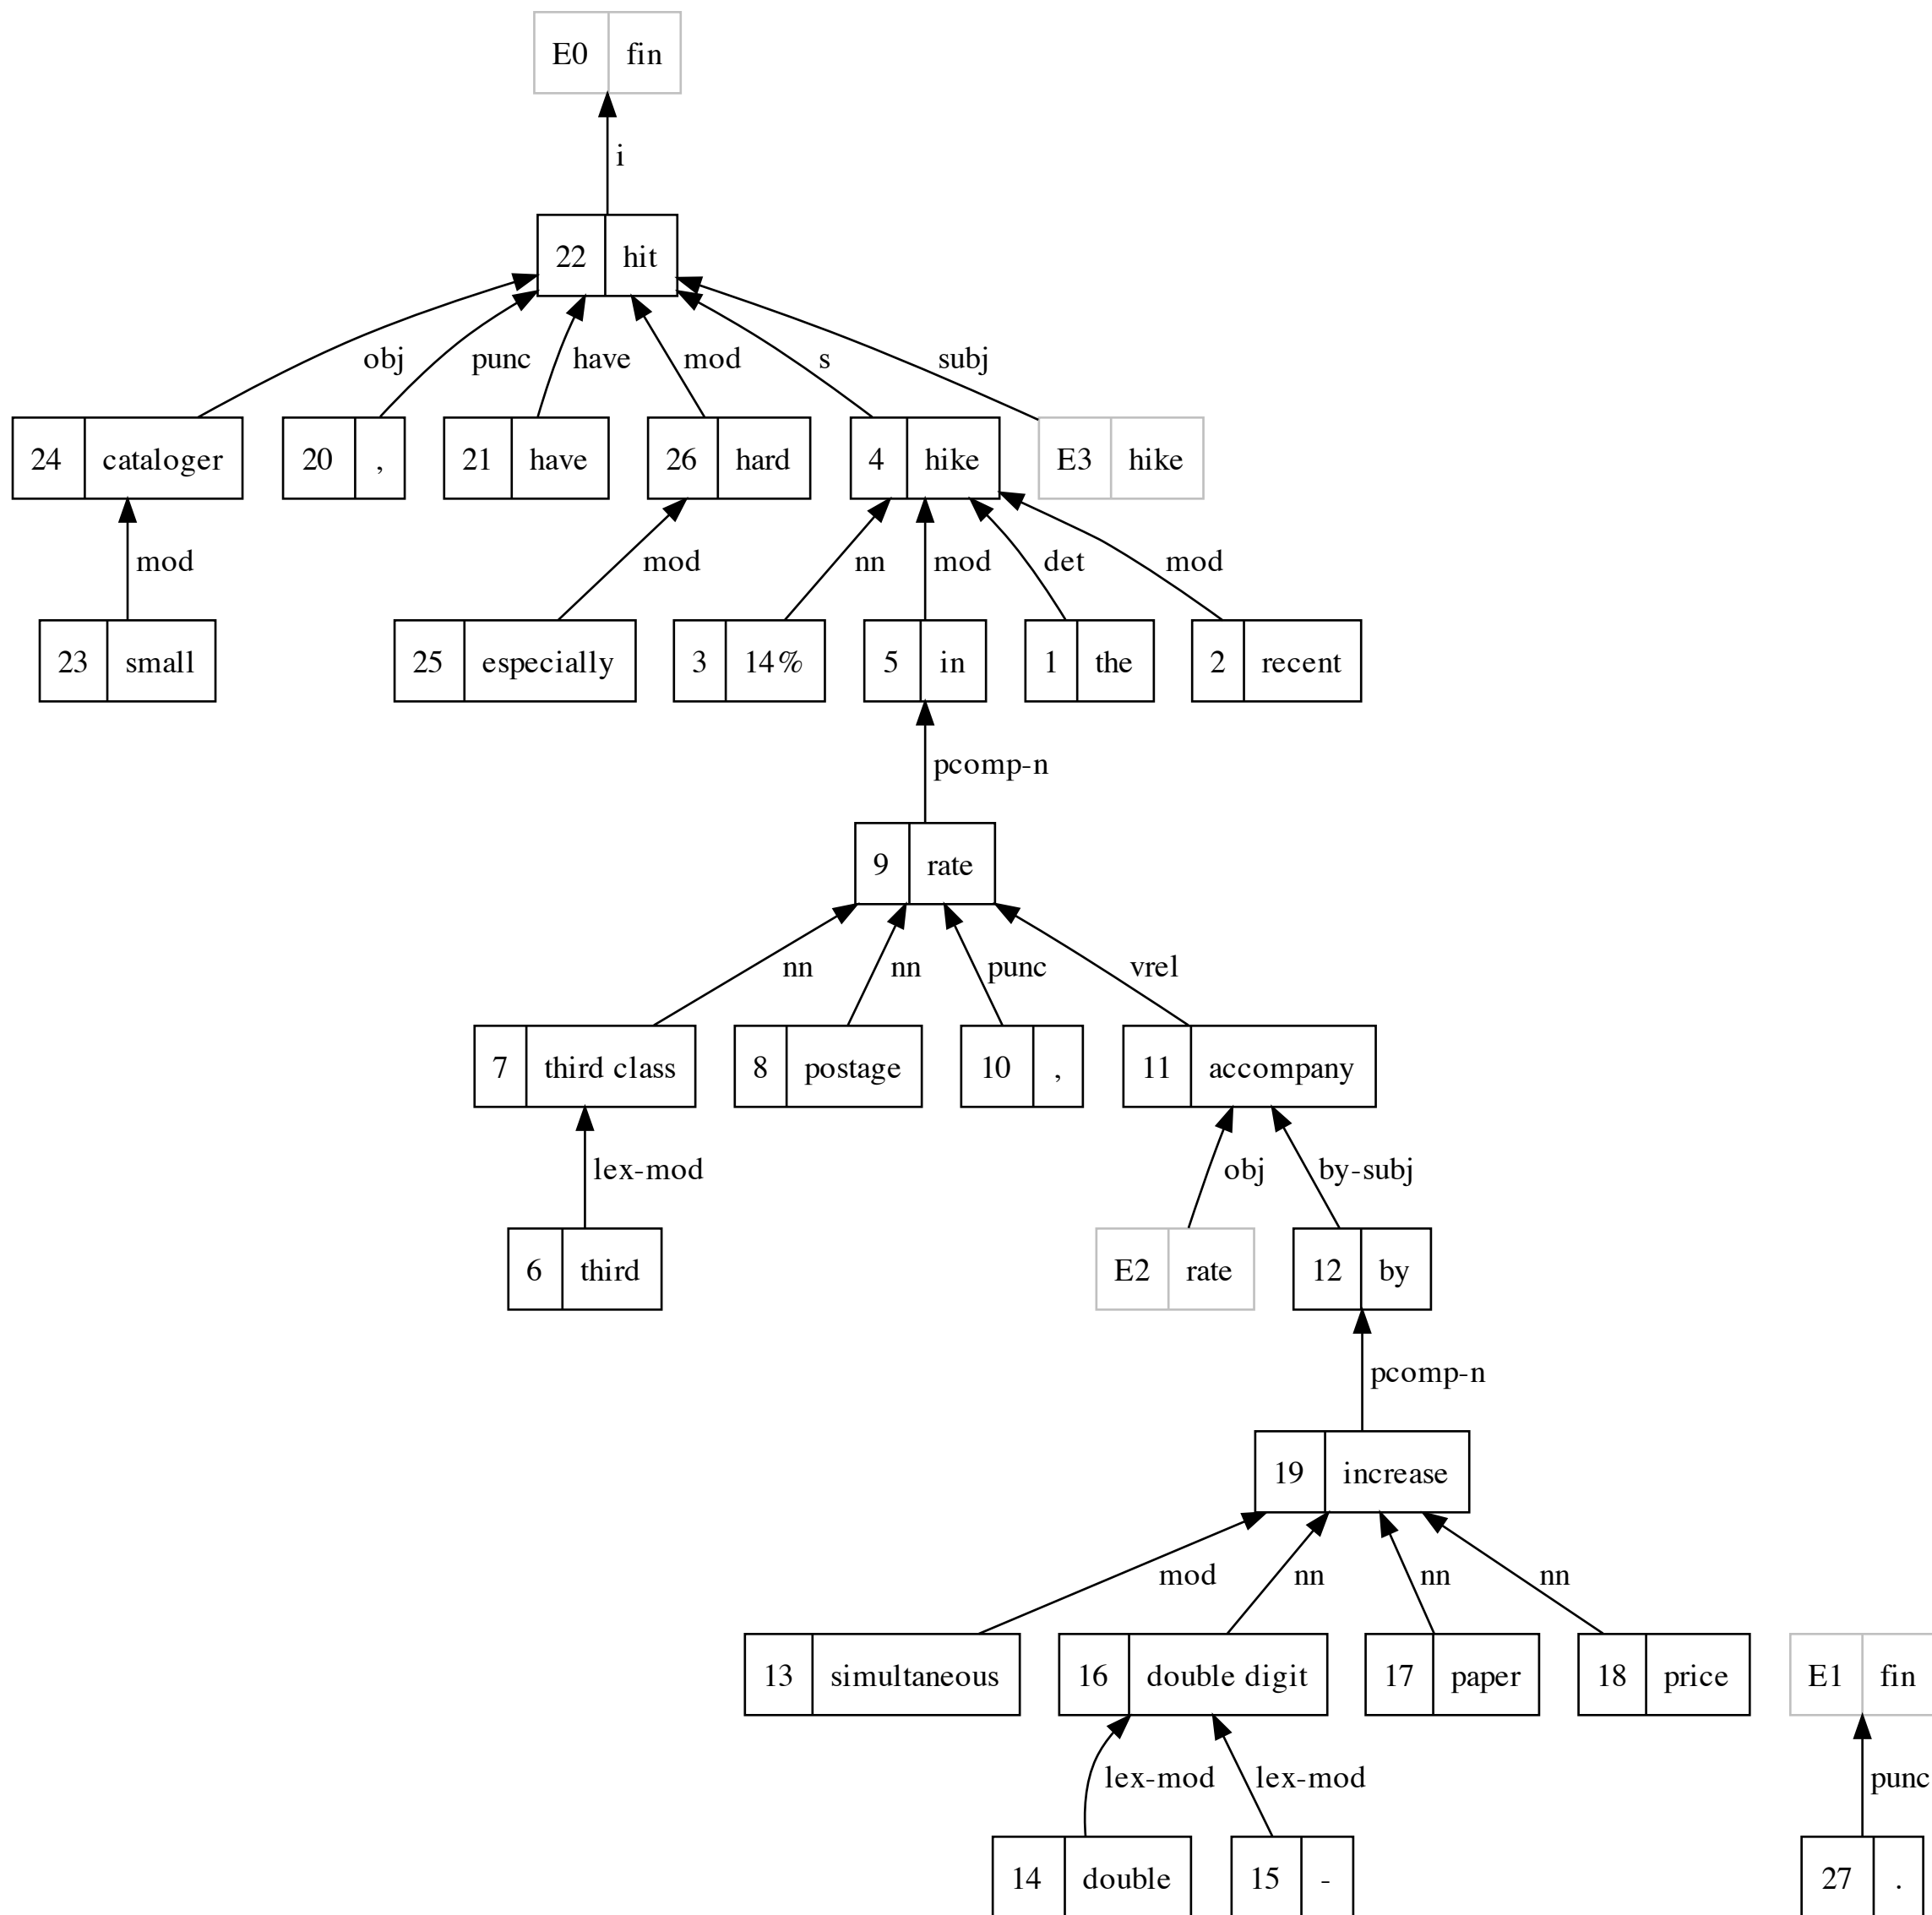 E0 fin
i
22 hit
obj punc have mod s subj
24 cataloger 20 , 21 have 26 hard 4 hike E3 hike
mod mod nn mod det mod
23 small 25 especially 3 14% 5 in 1 the 2 recent
pcomp-n
9 rate
nn nn punc vrel
7 third class 8 postage 10 , 11 accompany
lex-mod obj by-subj
6 third E2 rate 12 by
pcomp-n
19 increase
mod nn nn nn
13 simultaneous 16 double digit 17 paper 18 price E1 fin
lex-mod lex-mod punc
14 double 15 - 27 .